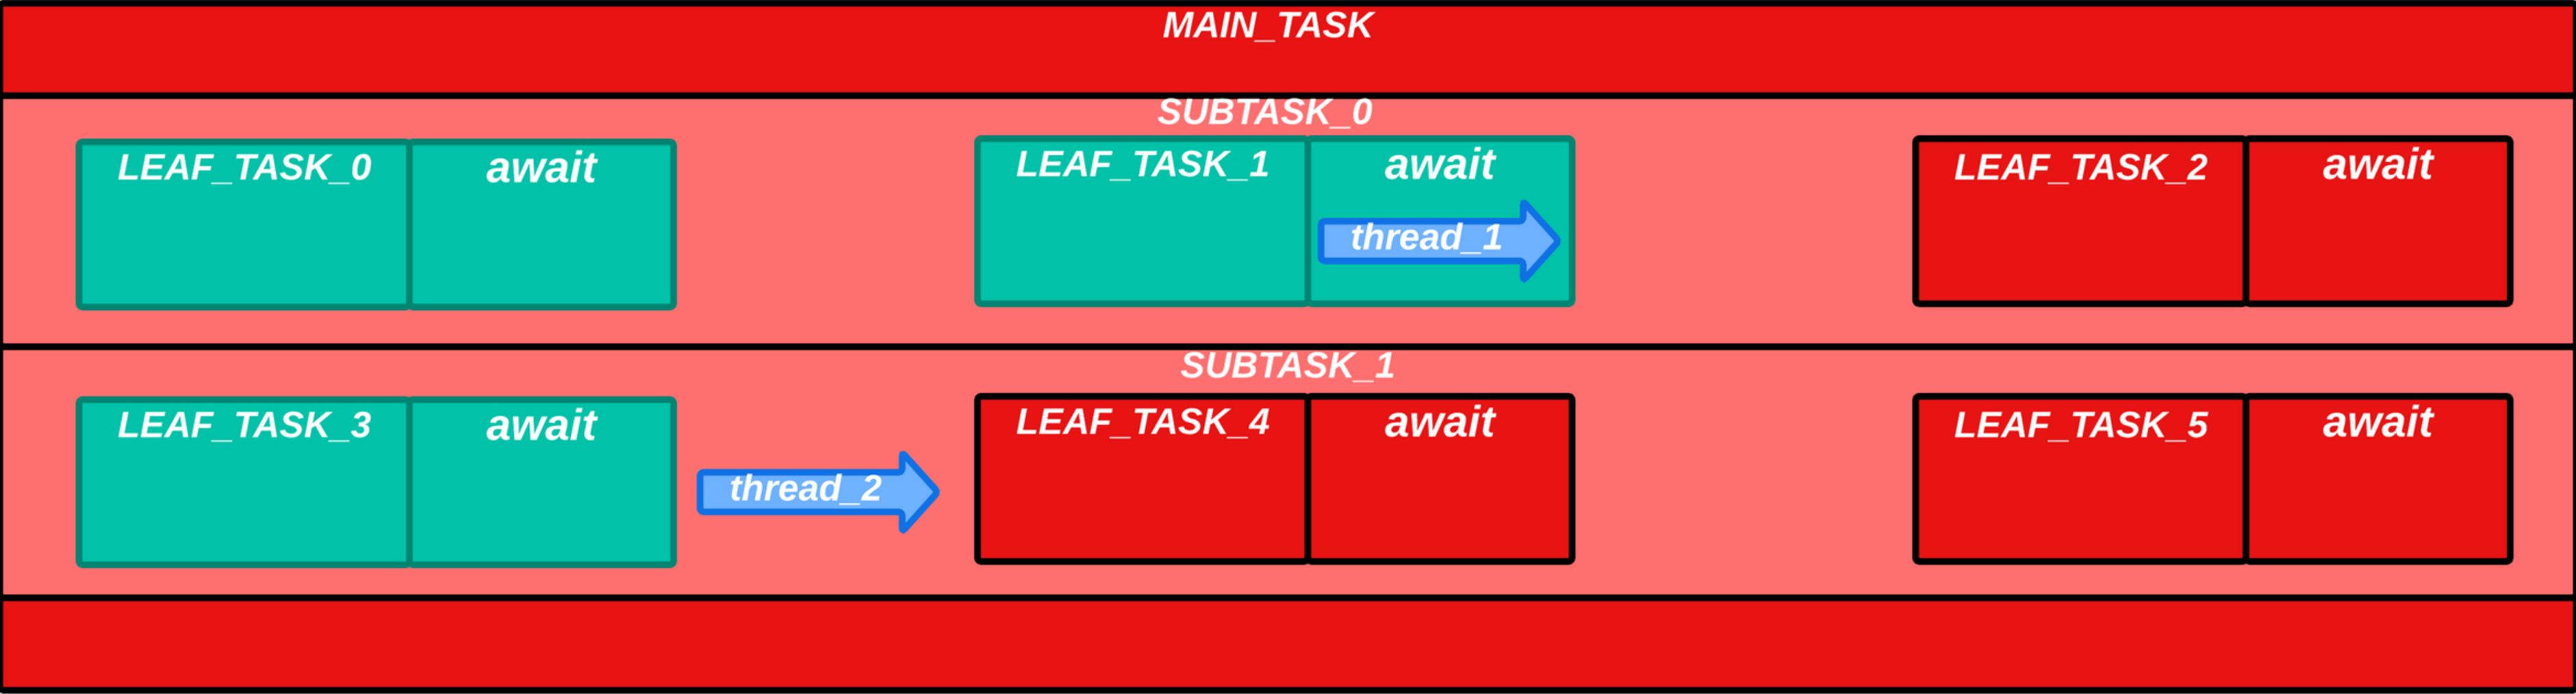 MAIN_TASK
SUBTASK_0
LEAF_TASK_0 await
LEAF_TASK_1 await
thread_1
LEAF_TASK_2 await
SUBTASK_1
LEAF_TASK_3 await
thread_2
LEAF_TASK_4 await
LEAF_TASK_5 await